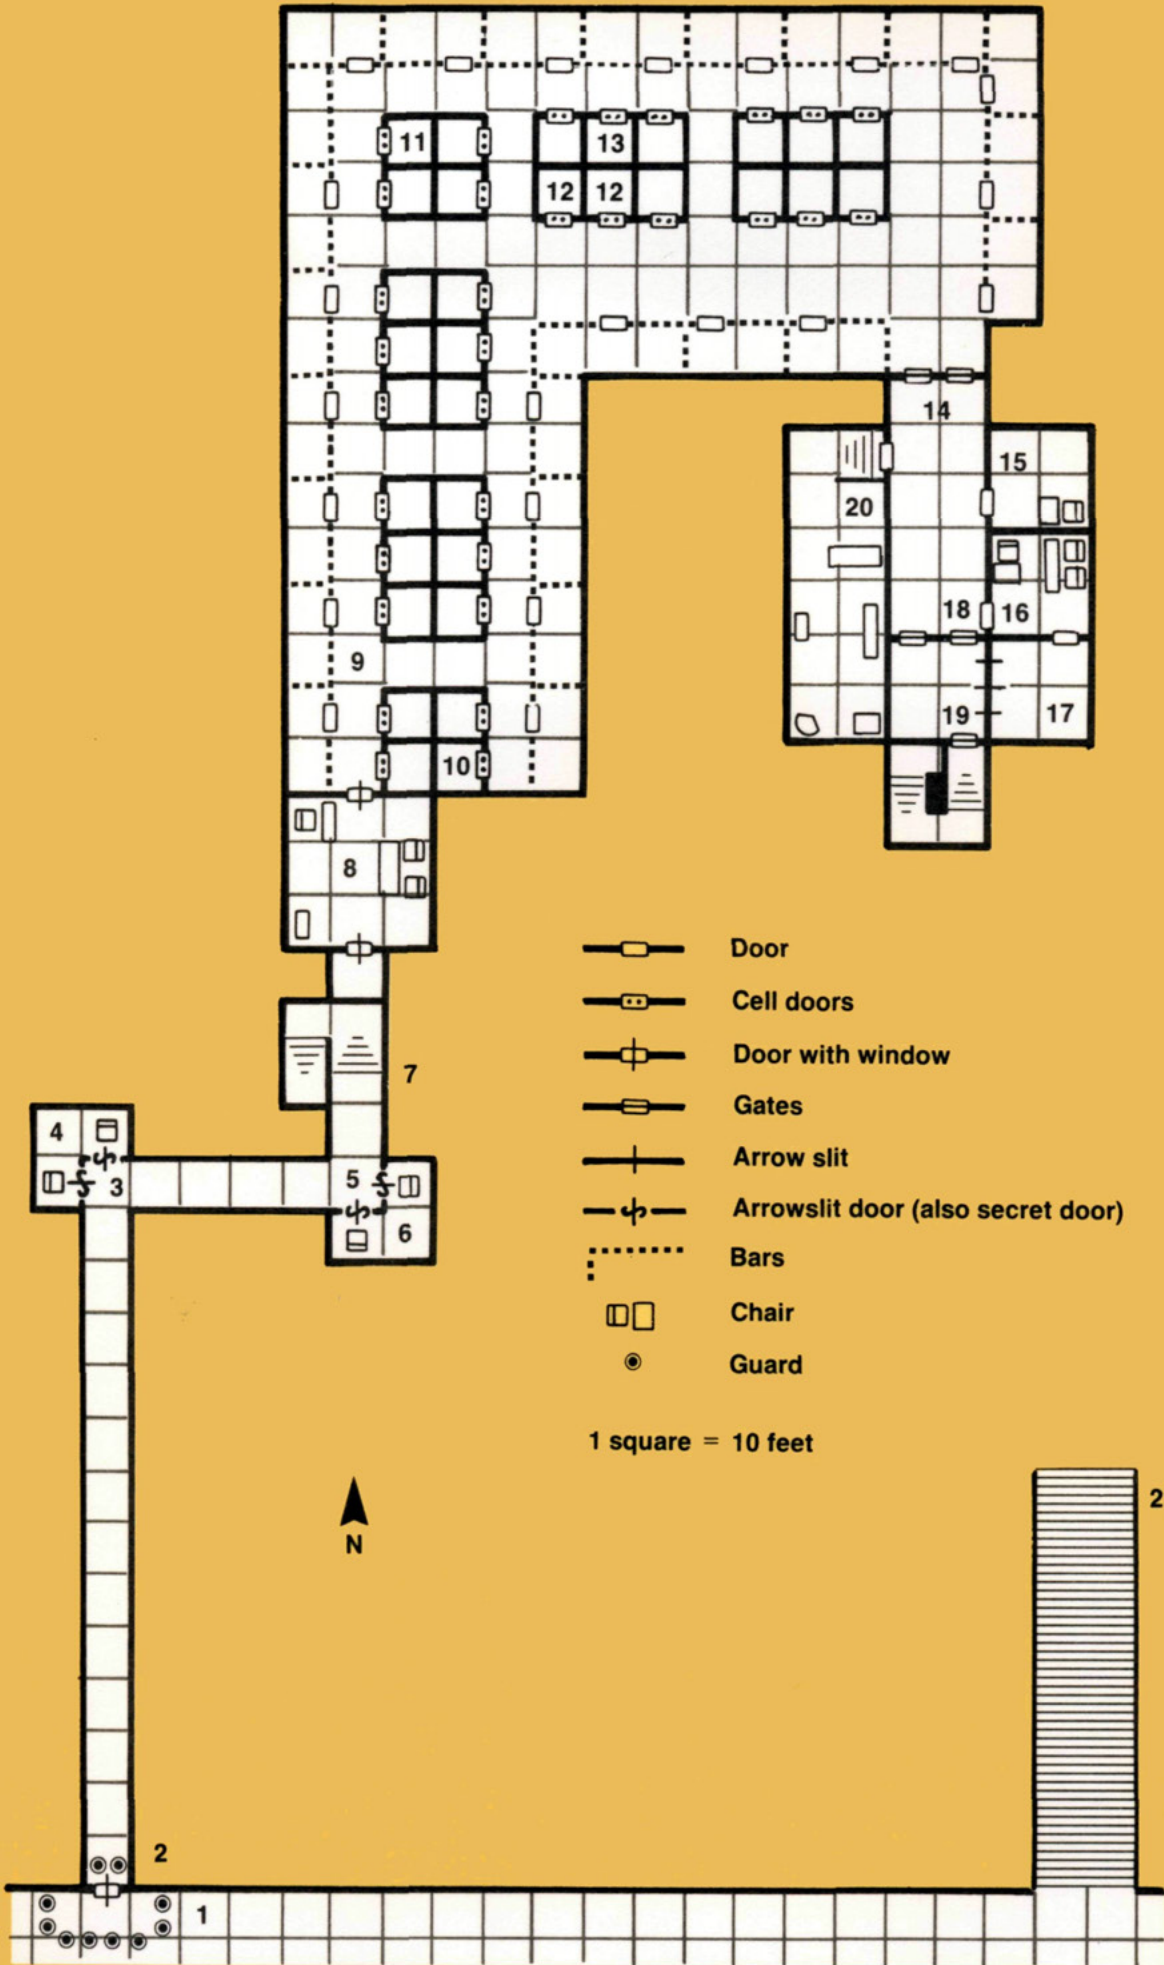 11
13
12 12
14
15
20
18 16
9
19 17
10
8
Door
Cell doors
7
Door with window
Gates
4
Arrow slit
5
3
Arrowslit door (also secret door)
6
Bars
Chair
Guard
1 square = 10 feet
2
N
2
1